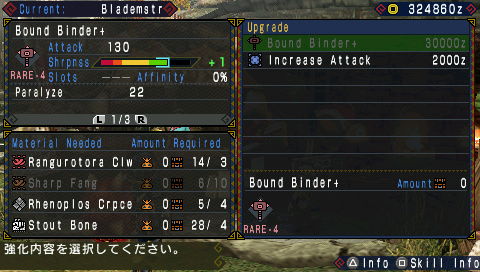 Current: Blademstr
324860z
Bound Binder+
Attack 130
Shrpnss +1
RARE-4
Slots --- Affinity 0%
Paralyze 22
L 1/3 R
Material Needed Amount Required
Rangurotora Clw 0 14/ 3
Sharp Fang 0 6/10
Rhenoplos Crpce 0 5/ 4
Stout Bone 0 28/ 4
Upgrade
Bound Binder+ 30000z
Increase Attack 2000z
Bound Binder+ Amount 0
RARE-4
強化内容を選択してください。
Info Skill Info